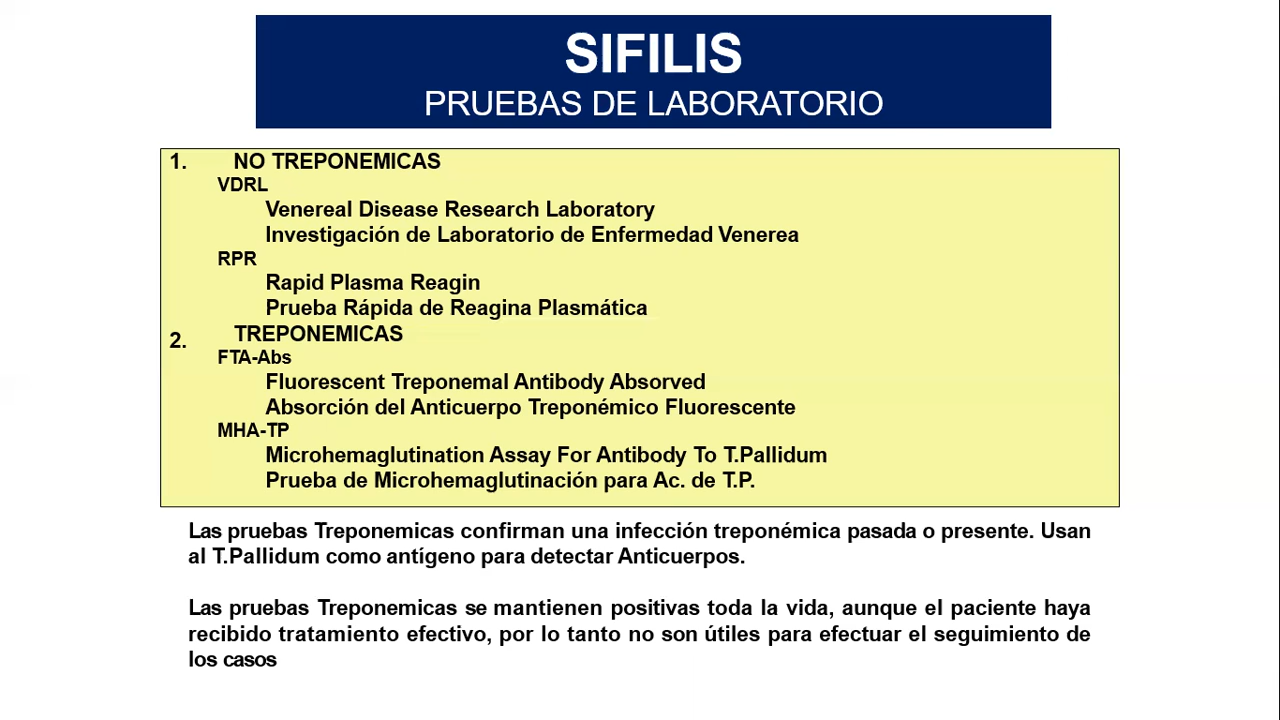 SIFILIS
PRUEBAS DE LABORATORIO
1. NO TREPONEMICAS
VDRL
Venereal Disease Research Laboratory
Investigación de Laboratorio de Enfermedad Venerea
RPR
Rapid Plasma Reagin
Prueba Rápida de Reagina Plasmática
2. TREPONEMICAS
FTA-Abs
Fluorescent Treponemal Antibody Absorved
Absorción del Anticuerpo Treponémico Fluorescente
MHA-TP
Microhemaglutination Assay For Antibody To T.Pallidum
Prueba de Microhemaglutinación para Ac. de T.P.
Las pruebas Treponemicas confirman una infección treponémica pasada o presente. Usan
al T.Pallidum como antígeno para detectar Anticuerpos.
Las pruebas Treponemicas se mantienen positivas toda la vida, aunque el paciente haya
recibido tratamiento efectivo, por lo tanto no son útiles para efectuar el seguimiento de
los casos